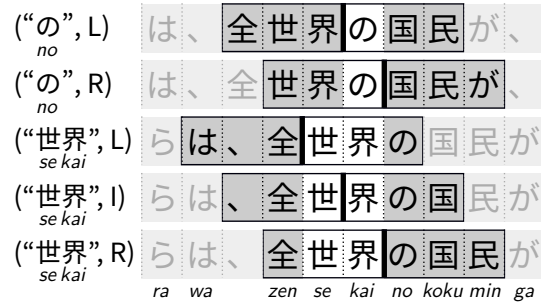 ("の", L) は 、 全 世 界 の 国 民 が 、
no
("の", R) は 、 全 世 界 の 国 民 が 、
no
("世界", L) ら は 、 全 世 界 の 国 民 が
se kai
("世界", I) ら は 、 全 世 界 の 国 民 が
se kai
("世界", R) ら は 、 全 世 界 の 国 民 が
se kai
ra wa zen se kai no koku min ga